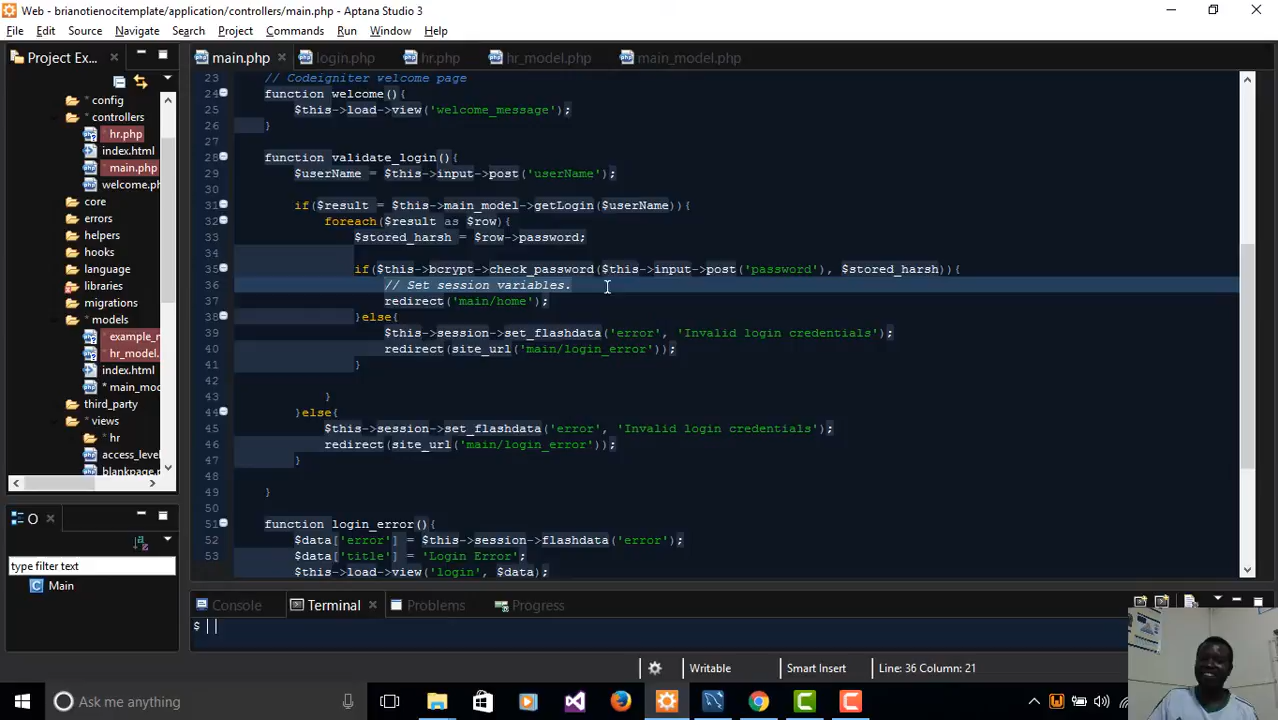 Web - brianotienocitemplate/application/controllers/main.php - Aptana Studio 3
File Edit Source Navigate Search Project Commands Run Window Help
Project Ex...
main.php login.php hr.php hr_model.php main_model.php
config
controllers
hr.php
index.html
main.php
welcome.ph
core
errors
helpers
hooks
language
libraries
migrations
models
example_r
hr_model.
index.html
* main_mod
third_party
views
hr
access_level
blankpage.p
23 // Codeigniter welcome page
24 function welcome(){
25 $this->load->view('welcome_message');
26 }
27
28 function validate_login(){
29 $userName = $this->input->post('userName');
30
31 if($result = $this->main_model->getLogin($userName)){
32 foreach($result as $row){
33 $stored_harsh = $row->password;
34
35 if($this->bcrypt->check_password($this->input->post('password'), $stored_harsh)){
36 // Set session variables.
37 redirect('main/home');
38 }else{
39 $this->session->set_flashdata('error', 'Invalid login credentials');
40 redirect(site_url('main/login_error'));
41 }
42
43 }
44 }else{
45 $this->session->set_flashdata('error', 'Invalid login credentials');
46 redirect(site_url('main/login_error'));
47 }
48
49 }
50
51 function login_error(){
52 $data['error'] = $this->session->flashdata('error');
53 $data['title'] = 'Login Error';
$this->load->view('login', $data);
O
type filter text
C Main
Console Terminal Problems Progress
$
Writable Smart Insert Line: 36 Column: 21
Ask me anything